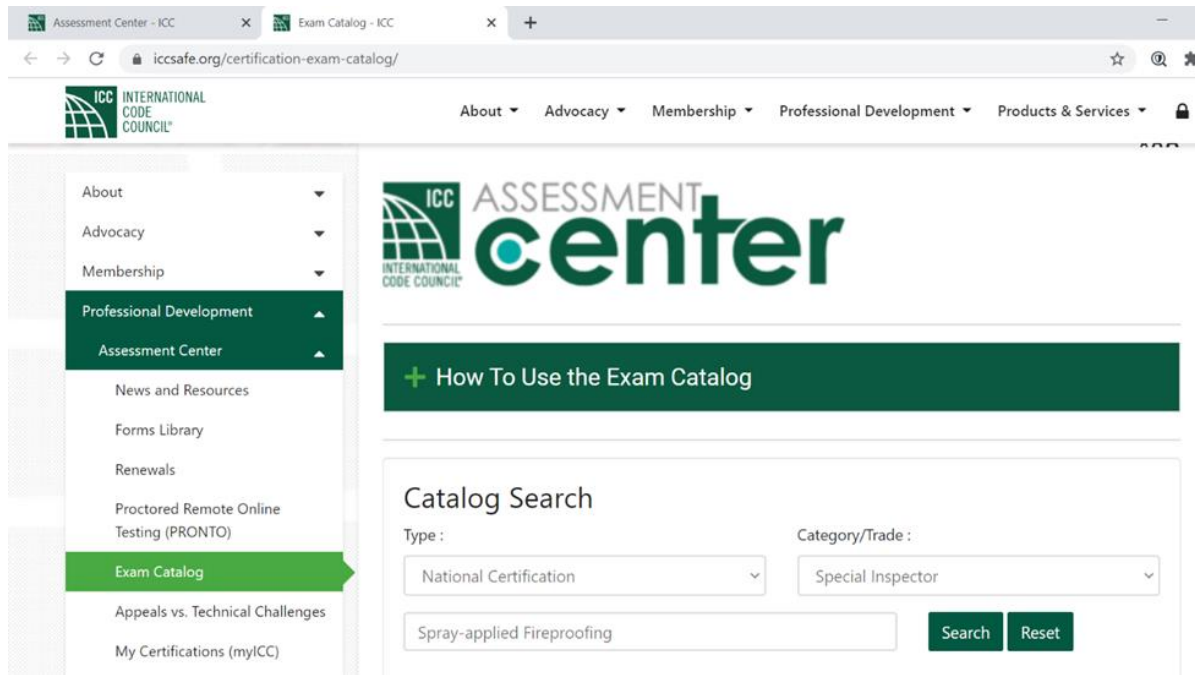 Assessment Center - ICC
Exam Catalog - ICC
iccsafe.org/certification-exam-catalog/
ICC INTERNATIONAL
CODE
COUNCIL®
About
Advocacy
Membership
Professional Development
Products & Services
About
Advocacy
Membership
Professional Development
Assessment Center
News and Resources
Forms Library
Renewals
Proctored Remote Online
Testing (PRONTO)
Exam Catalog
Appeals vs. Technical Challenges
My Certifications (myICC)
ICC
INTERNATIONAL
CODE COUNCIL®
ASSESSMENT
center
+ How To Use the Exam Catalog
Catalog Search
Type :
Category/Trade :
National Certification
Special Inspector
Spray-applied Fireproofing
Search
Reset